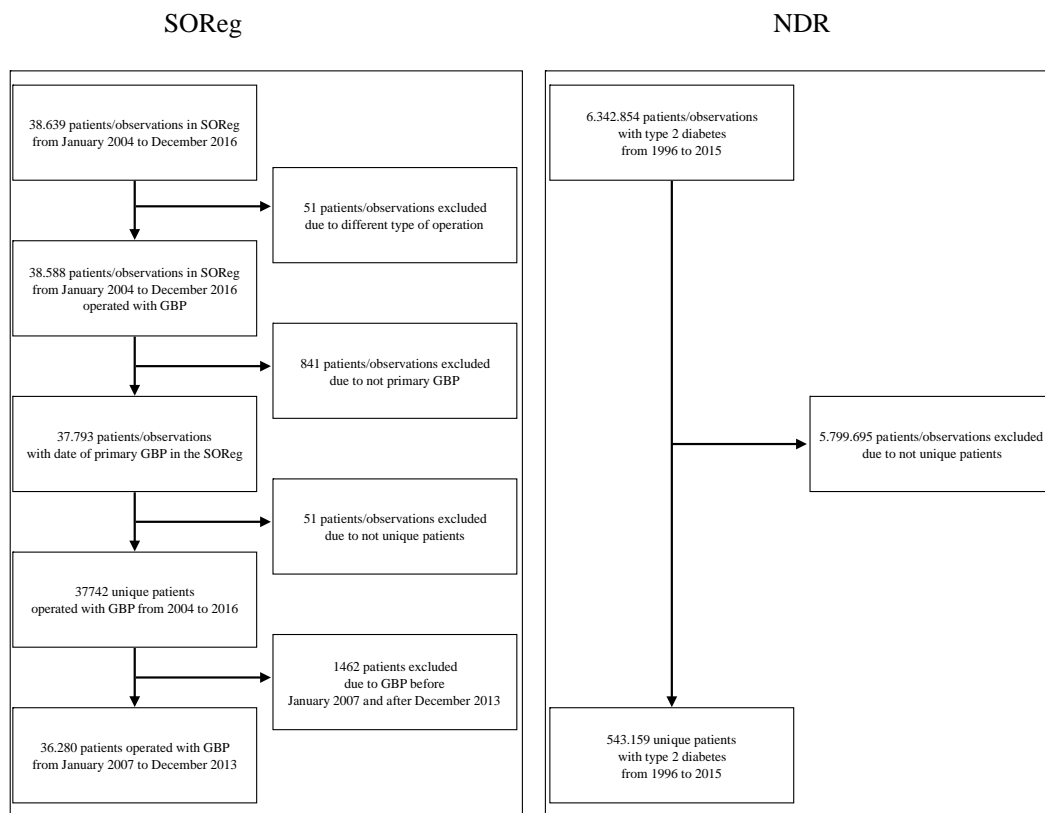 SOReg
38.639 patients/observations in SOReg
from January 2004 to December 2016
51 patients/observations excluded
due to different type of operation
38.588 patients/observations in SOReg
from January 2004 to December 2016
operated with GBP
841 patients/observations excluded
due to not primary GBP
37.793 patients/observations
with date of primary GBP in the SOReg
51 patients/observations excluded
due to not unique patients
37742 unique patients
operated with GBP from 2004 to 2016
1462 patients excluded
due to GBP before
January 2007 and after December 2013
36.280 patients operated with GBP
from January 2007 to December 2013
NDR
6.342.854 patients/observations
with type 2 diabetes
from 1996 to 2015
5.799.695 patients/observations excluded
due to not unique patients
543.159 unique patients
with type 2 diabetes
from 1996 to 2015